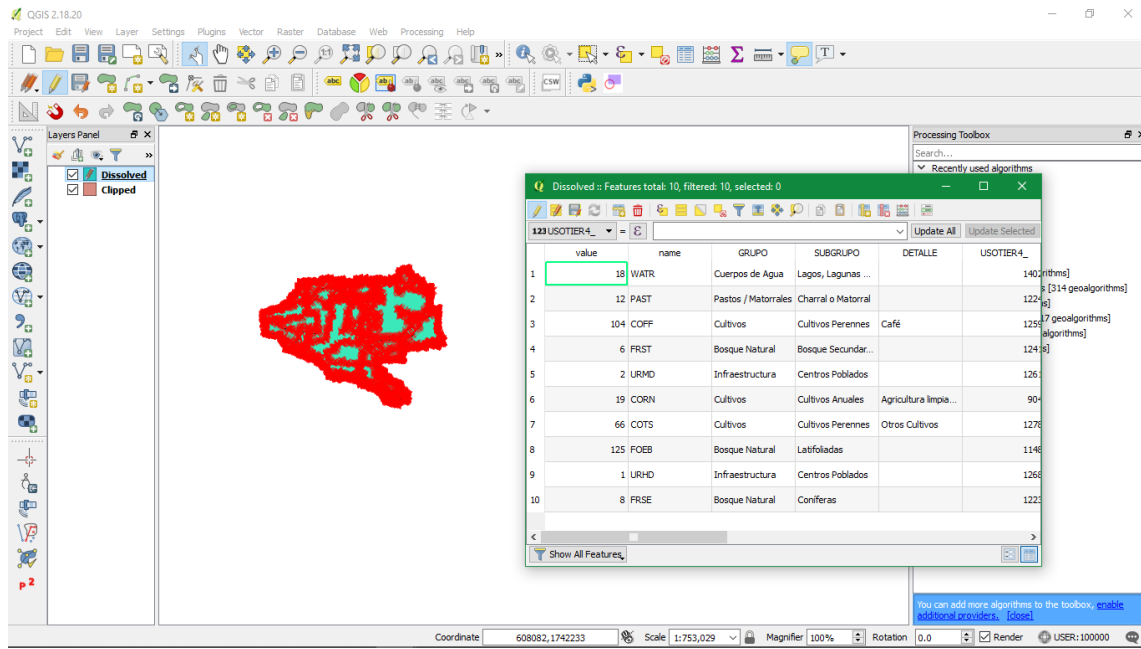 QGIS 2.18.20
Project Edit View Layer Settings Plugins Vector Raster Database Web Processing Help
Layers Panel
Dissolved
Clipped
Processing Toolbox
Search...
Recently used algorithms
Dissolved :: Features total: 10, filtered: 10, selected: 0
123 USOTIER4_ = ε Update All Update Selected
value name GRUPO SUBGRUPO DETALLE USOTIER4_
1 18 WATR Cuerpos de Agua Lagos, Lagunas ... 1402
rithms]
s [314 geoalgorithms]
2 12 PAST Pastos / Matorrales Charral o Matorral 1224
s]
17 geoalgorithms]
3 104 COFF Cultivos Cultivos Perennes Café 1259
algorithms]
4 6 FRST Bosque Natural Bosque Secundar... 1241
s]
5 2 URMD Infraestructura Centros Poblados 1261
6 19 CORN Cultivos Cultivos Anuales Agricultura limpia... 904
7 66 COTS Cultivos Cultivos Perennes Otros Cultivos 1278
8 125 FOEB Bosque Natural Latifoliadas 1148
9 1 URHD Infraestructura Centros Poblados 1268
10 8 FRSE Bosque Natural Coníferas 1223
Show All Features
You can add more algorithms to the toolbox, enable
additional providers. [close]
Coordinate 608082,1742233 Scale 1:753,029 Magnifier 100% Rotation 0.0 Render USER:100000